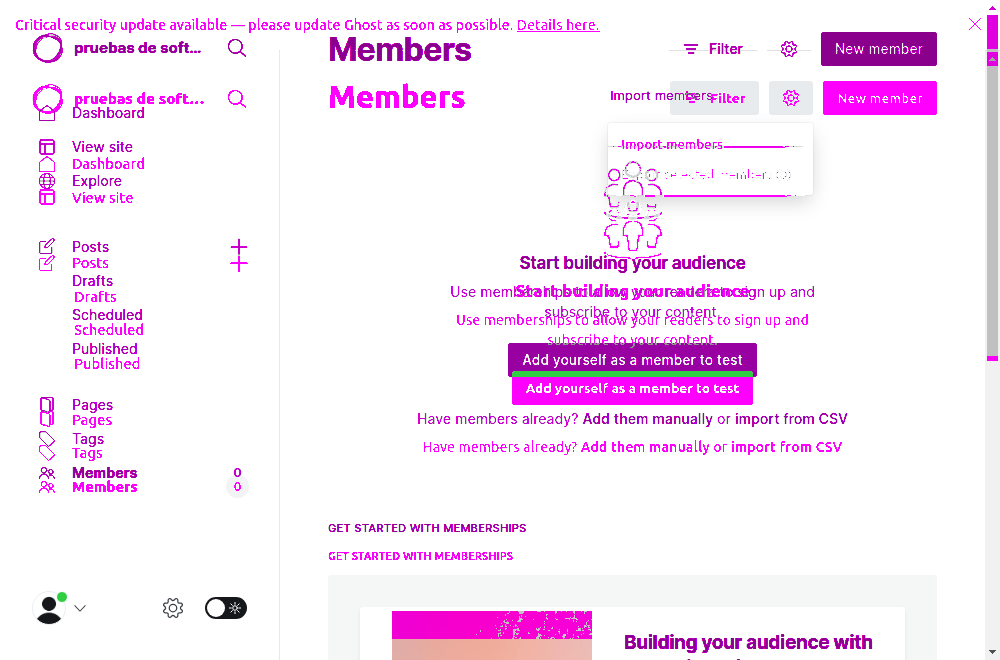 Critical security update available — please update Ghost as soon as possible. Details here.
pruebas de soft...
Members
Filter
New member
pruebas de soft...
Members
Import members
Filter
New member
Dashboard
View site
Import members
Dashboard
Explore
View site
Posts
Posts
Start building your audience
Drafts
Start building your audience
Use memberships to allow your readers to sign up and
Drafts
Scheduled
subscribe to your content.
Use memberships to allow your readers to sign up and
Scheduled
subscribe to your content.
Published
Add yourself as a member to test
Published
Add yourself as a member to test
Pages
Have members already? Add them manually or import from CSV
Pages
Tags
Have members already? Add them manually or import from CSV
Tags
Members 0
Members 0
GET STARTED WITH MEMBERSHIPS
GET STARTED WITH MEMBERSHIPS
Building your audience with